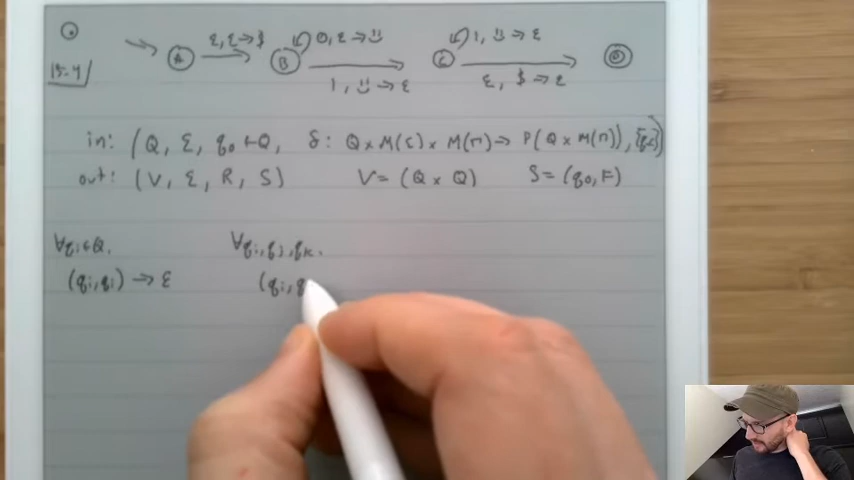 15-4
→ A ε,ε→$ B 0,ε→☺ C 1,☺→ε D
1,☺→ε ε,$→ε
in: (Q, Σ, q₀∈Q, δ: Q × M(Σ) × M(Γ) → P(Q × M(Γ)), {qF})
out: (V, Σ, R, S) V = (Q × Q) S = (q₀, F)
∀qᵢ∈Q. ∀qᵢ,qⱼ,qₖ.
(qᵢ,qᵢ) → ε (qᵢ,q